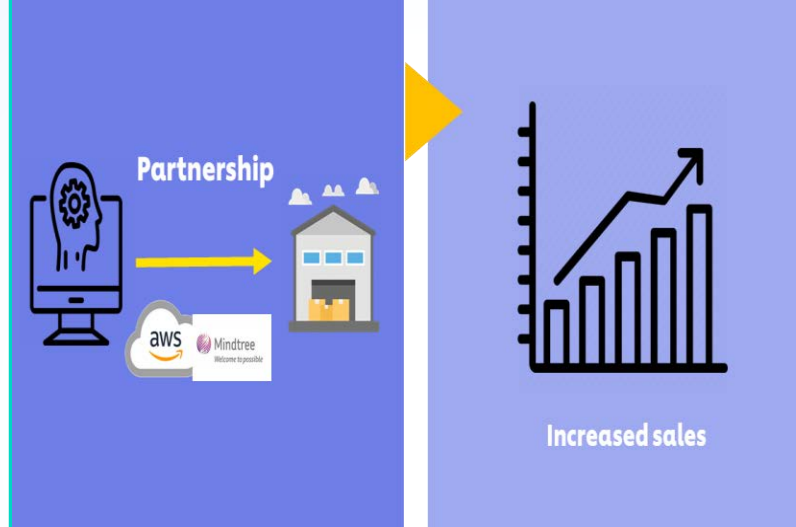 Partnership
aws
Mindtree
Welcome to possible
Increased sales